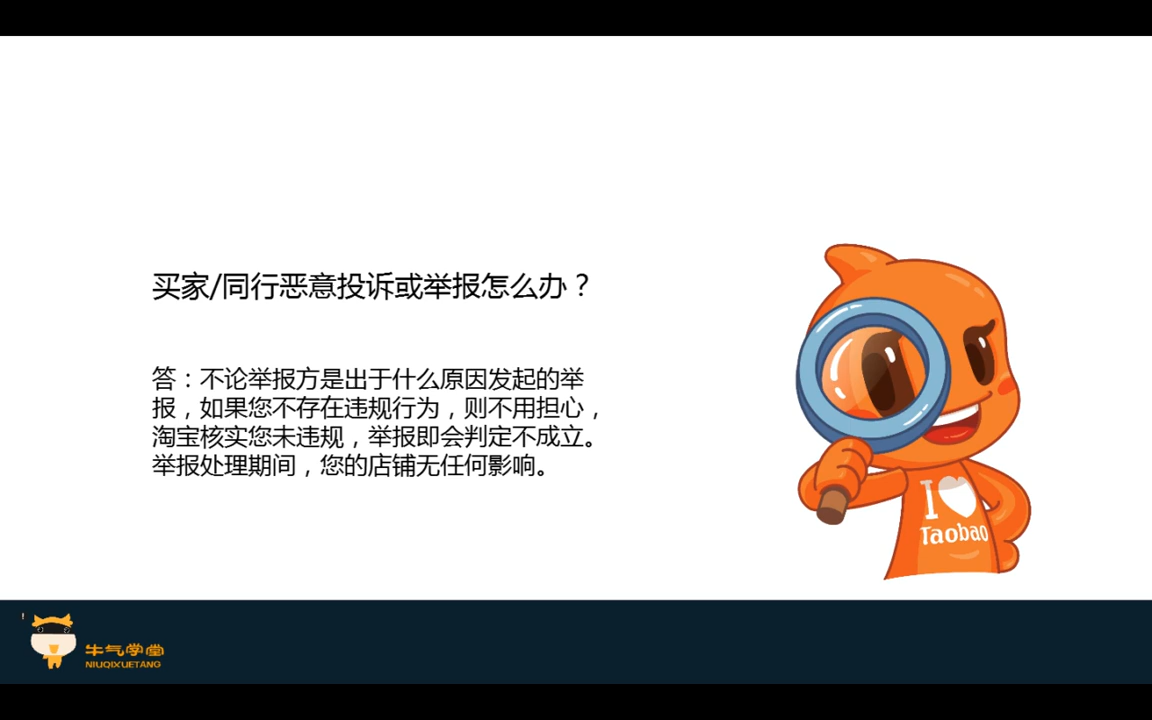 买家/同行恶意投诉或举报怎么办？
答：不论举报方是出于什么原因发起的举
报，如果您不存在违规行为，则不用担心，
淘宝核实您未违规，举报即会判定不成立。
举报处理期间，您的店铺无任何影响。
I
Taobao
牛气学堂
NIUQIXUETANG